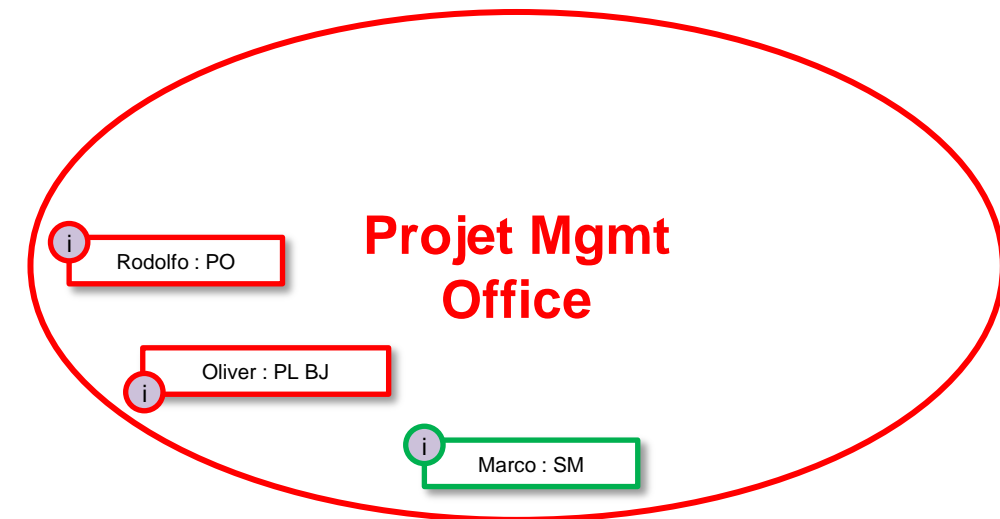 Projet Mgmt
Office
i
Rodolfo : PO
Oliver : PL BJ
i
i
Marco : SM